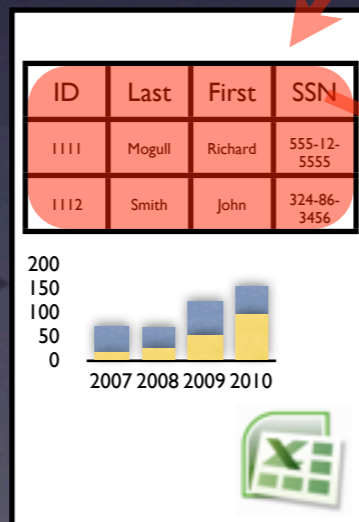 ID Last First SSN
1111 Mogull Richard 555-12-
5555
1112 Smith John 324-86-
3456
200
150
100
50
0
2007 2008 2009 2010